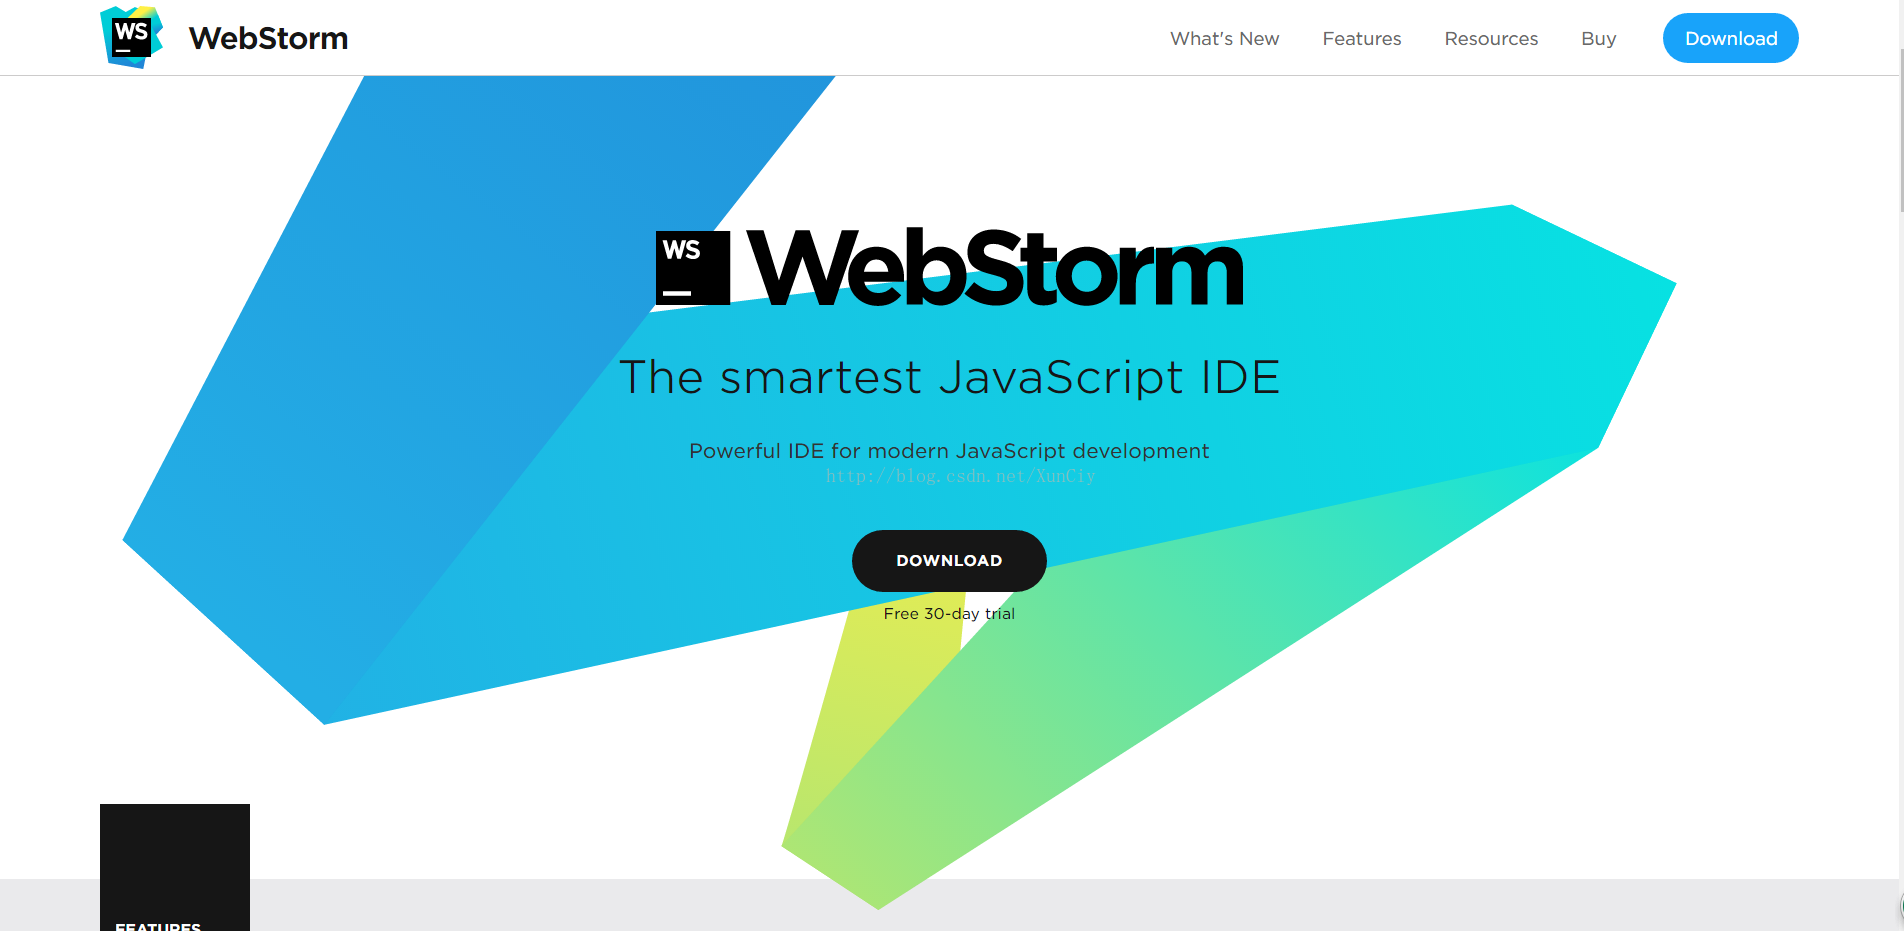 WS
WebStorm
What's New Features Resources Buy Download
WS WebStorm
The smartest JavaScript IDE
Powerful IDE for modern JavaScript development
http://blog.csdn.net/XunCiy
DOWNLOAD
Free 30-day trial
FEATURES